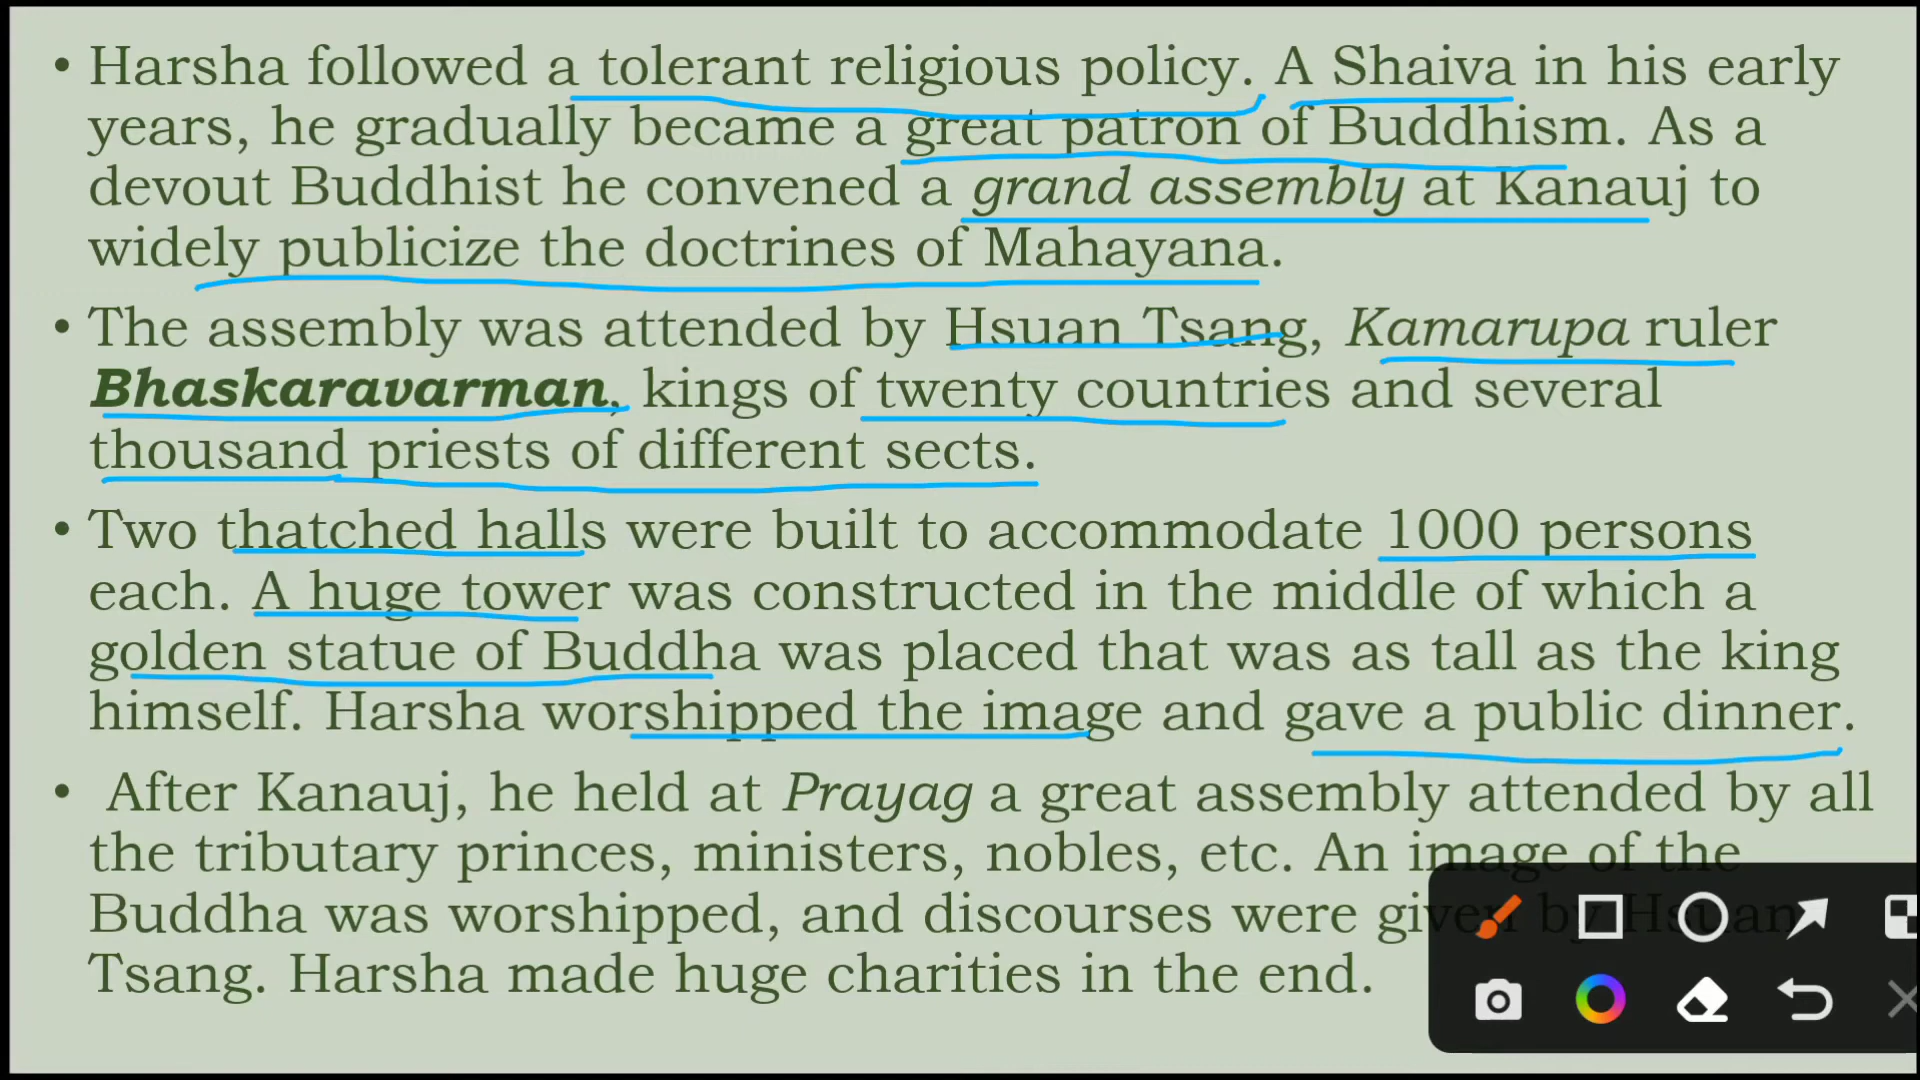 • Harsha followed a tolerant religious policy. A Shaiva in his early
years, he gradually became a great patron of Buddhism. As a
devout Buddhist he convened a grand assembly at Kanauj to
widely publicize the doctrines of Mahayana.
• The assembly was attended by Hsuan Tsang, Kamarupa ruler
Bhaskaravarman, kings of twenty countries and several
thousand priests of different sects.
• Two thatched halls were built to accommodate 1000 persons
each. A huge tower was constructed in the middle of which a
golden statue of Buddha was placed that was as tall as the king
himself. Harsha worshipped the image and gave a public dinner.
• After Kanauj, he held at Prayag a great assembly attended by all
the tributary princes, ministers, nobles, etc. An image of the
Buddha was worshipped, and discourses were given by Hsuan
Tsang. Harsha made huge charities in the end.